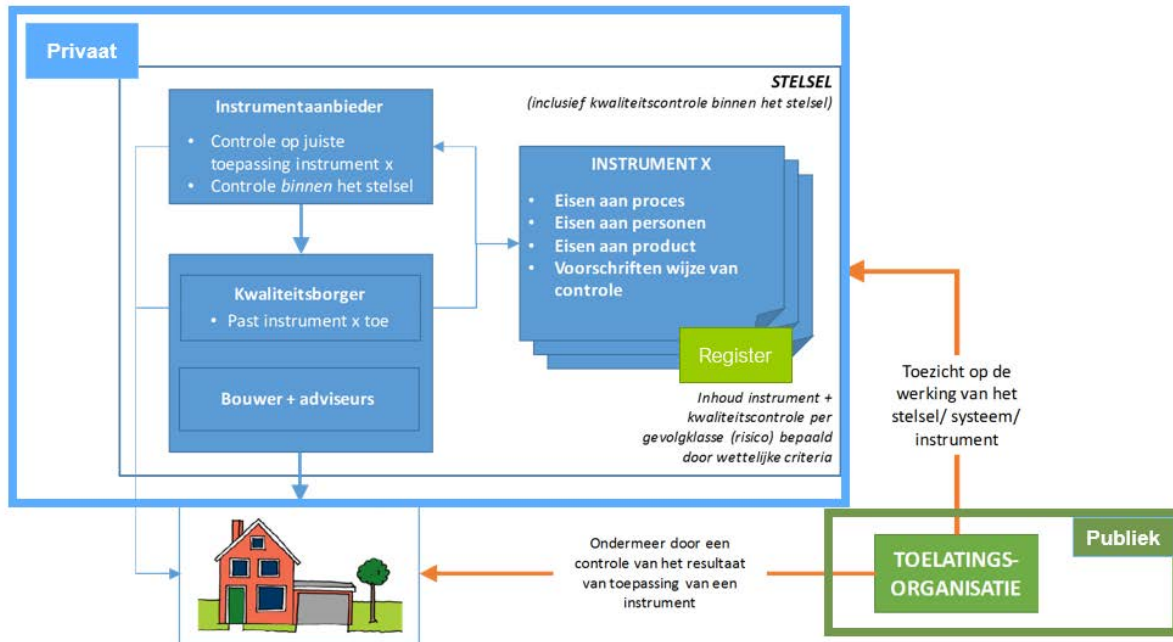 Privaat
STELSEL
(inclusief kwaliteitscontrole binnen het stelsel)
Instrumentaanbieder
• Controle op juiste
toepassing instrument x
• Controle binnen het stelsel
INSTRUMENT X
• Eisen aan proces
• Eisen aan personen
• Eisen aan product
• Voorschriften wijze van
controle
Kwaliteitsborger
• Past instrument x toe
Bouwer + adviseurs
Register
Inhoud instrument +
kwaliteitscontrole per
gevolgklasse (risico) bepaald
door wettelijke criteria
Toezicht op de
werking van het
stelsel/ systeem/
instrument
Publiek
TOELATINGS-
ORGANISATIE
Ondermeer door een
controle van het resultaat
van toepassing van een
instrument